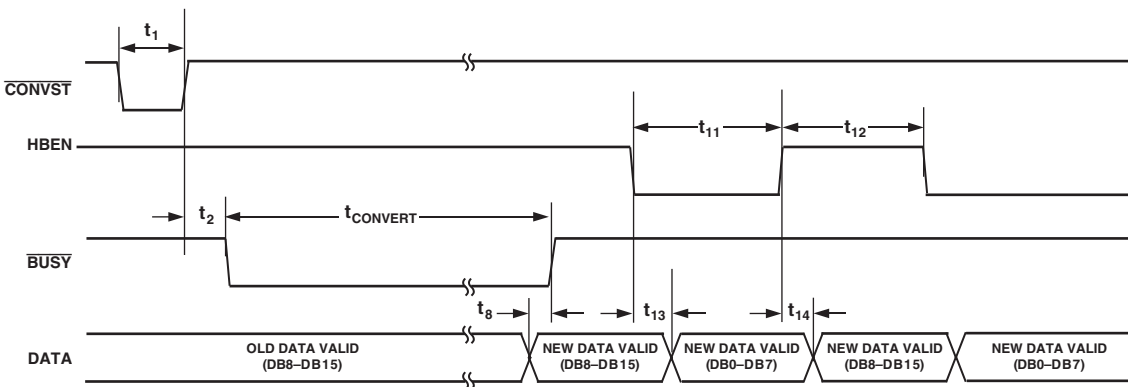 t1
CONVST
HBEN
t11
t12
t2
tCONVERT
BUSY
t8
t13
t14
DATA
OLD DATA VALID
(DB8–DB15)
NEW DATA VALID
(DB8–DB15)
NEW DATA VALID
(DB0–DB7)
NEW DATA VALID
(DB8–DB15)
NEW DATA VALID
(DB0–DB7)